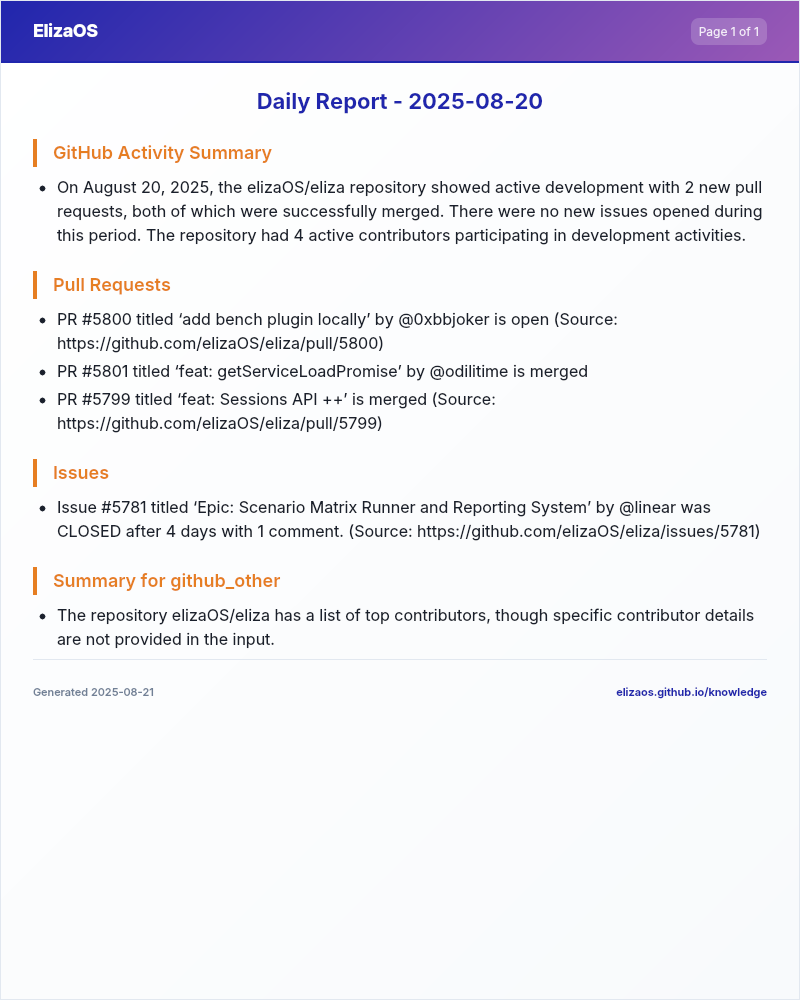 ElizaOS
Page 1 of 1
Daily Report - 2025-08-20
GitHub Activity Summary
• On August 20, 2025, the elizaOS/eliza repository showed active development with 2 new pull
requests, both of which were successfully merged. There were no new issues opened during
this period. The repository had 4 active contributors participating in development activities.
Pull Requests
• PR #5800 titled ‘add bench plugin locally’ by @0xbbjoker is open (Source:
https://github.com/elizaOS/eliza/pull/5800)
• PR #5801 titled ‘feat: getServiceLoadPromise’ by @odilitime is merged
• PR #5799 titled ‘feat: Sessions API ++’ is merged (Source:
https://github.com/elizaOS/eliza/pull/5799)
Issues
• Issue #5781 titled ‘Epic: Scenario Matrix Runner and Reporting System’ by @linear was
CLOSED after 4 days with 1 comment. (Source: https://github.com/elizaOS/eliza/issues/5781)
Summary for github_other
• The repository elizaOS/eliza has a list of top contributors, though specific contributor details
are not provided in the input.
Generated 2025-08-21
elizaos.github.io/knowledge